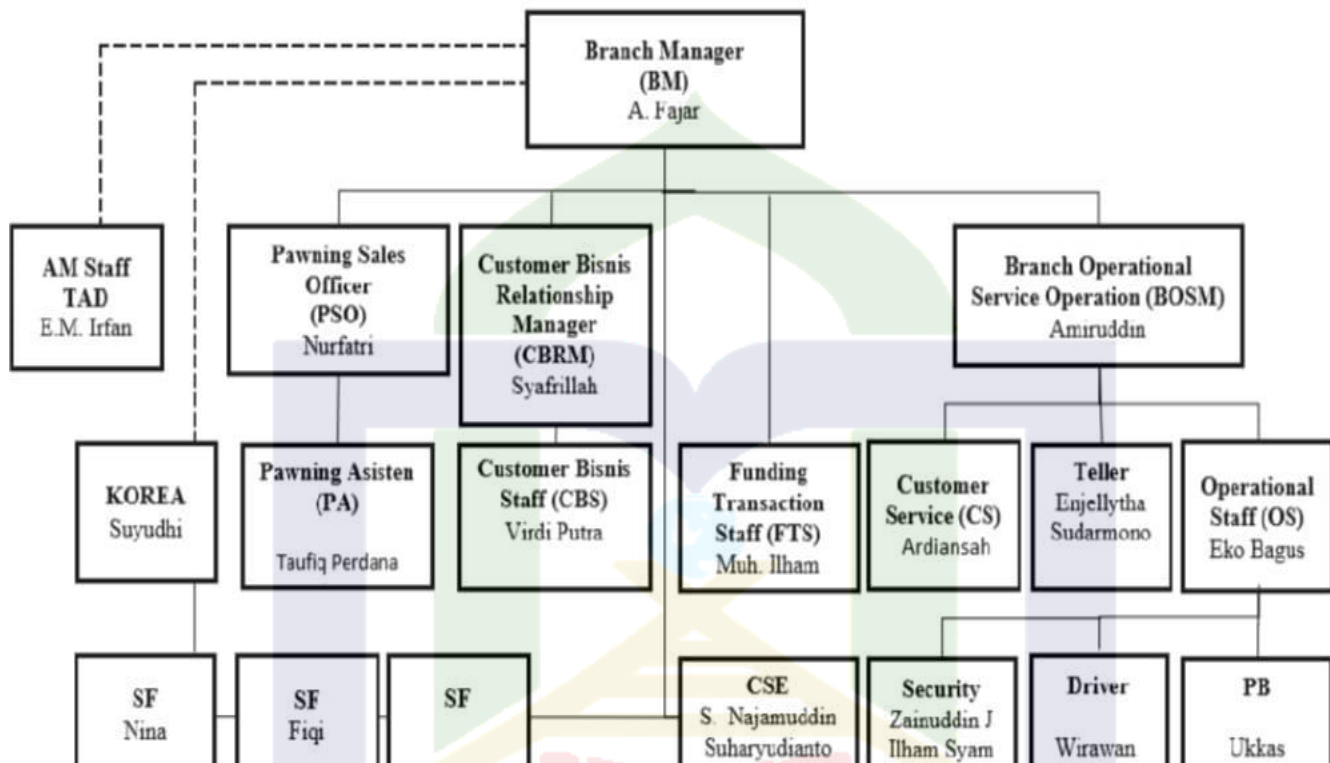 Branch Manager
(BM)
A. Fajar
AM Staff
TAD
E.M. Irfan
Pawning Sales
Officer
(PSO)
Nurfatri
Customer Bisnis
Relationship
Manager
(CBRM)
Syafrillah
Branch Operational
Service Operation (BOSM)
Amiruddin
KOREA
Suyudhi
Pawning Asisten
(PA)
Taufiq Perdana
Customer Bisnis
Staff (CBS)
Virdi Putra
Funding
Transaction
Staff (FTS)
Muh. Ilham
Customer
Service (CS)
Ardiansah
Teller
Enjellytha
Sudarmono
Operational
Staff (OS)
Eko Bagus
SF
Nina
SF
Fiqi
SF
CSE
S. Najamuddin
Suharyudianto
Security
Zainuddin J
Ilham Syam
Driver
Wirawan
PB
Ukkas